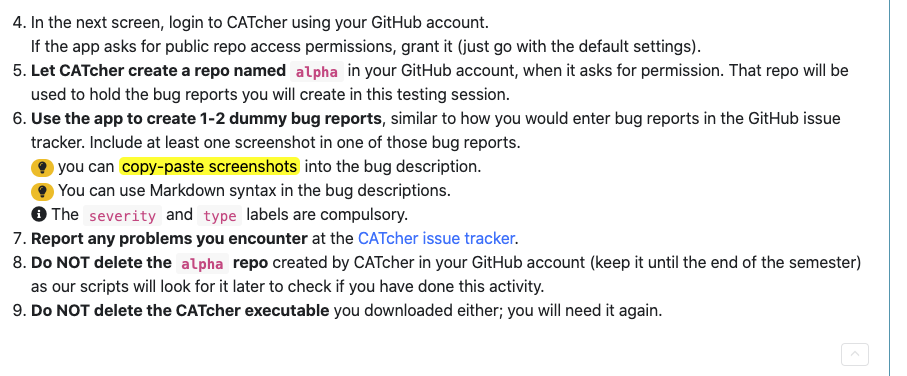 4. In the next screen, login to CATcher using your GitHub account.
If the app asks for public repo access permissions, grant it (just go with the default settings).
5. Let CATcher create a repo named alpha in your GitHub account, when it asks for permission. That repo will be
used to hold the bug reports you will create in this testing session.
6. Use the app to create 1-2 dummy bug reports, similar to how you would enter bug reports in the GitHub issue
tracker. Include at least one screenshot in one of those bug reports.
you can copy-paste screenshots into the bug description.
You can use Markdown syntax in the bug descriptions.
The severity and type labels are compulsory.
7. Report any problems you encounter at the CATcher issue tracker.
8. Do NOT delete the alpha repo created by CATcher in your GitHub account (keep it until the end of the semester)
as our scripts will look for it later to check if you have done this activity.
9. Do NOT delete the CATcher executable you downloaded either; you will need it again.